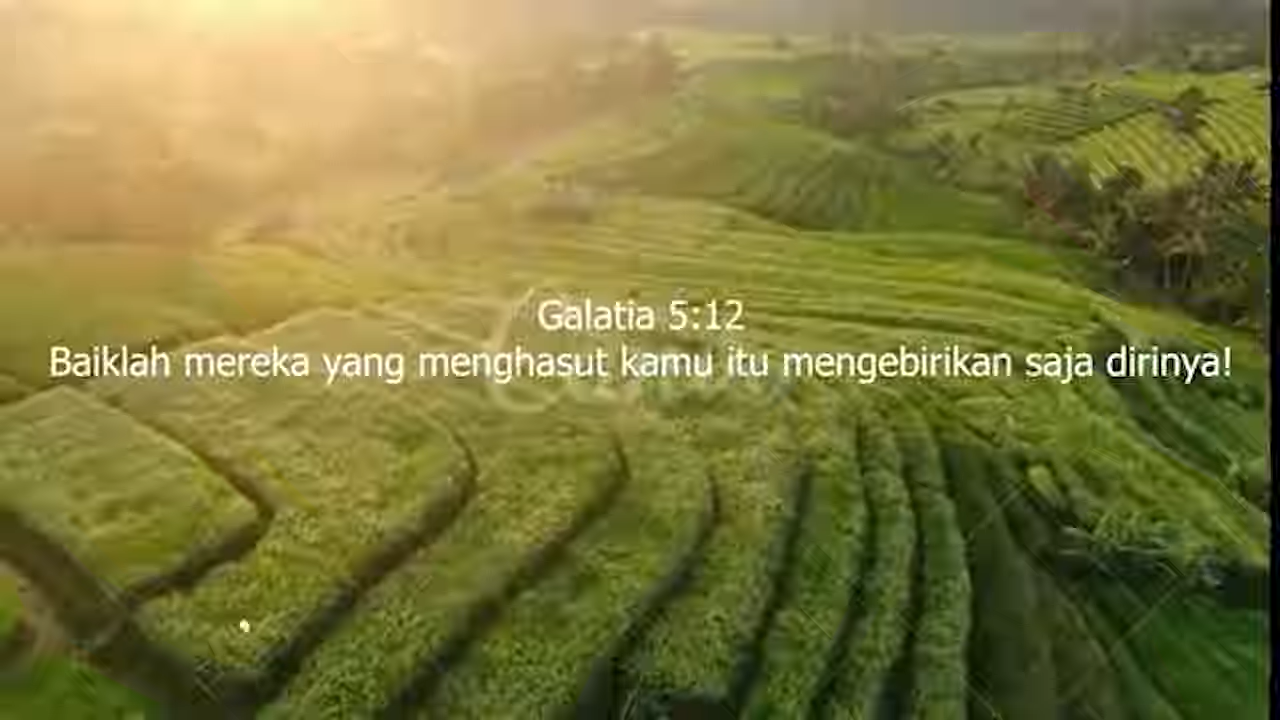 Galatia 5:12
Baiklah mereka yang menghasut kamu itu mengebirikan saja dirinya!